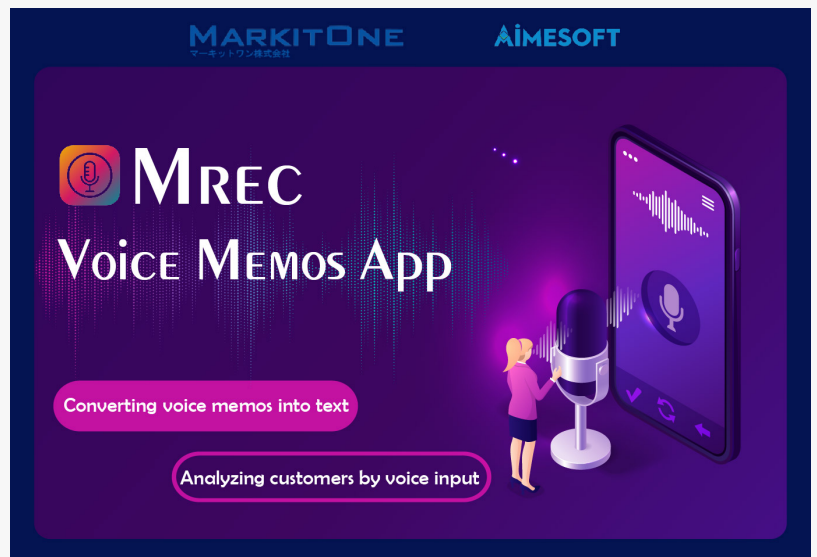 MARKITONE
マーキットワン株式会社
AIMESOFT
MREC
VOICE MEMOS APP
Converting voice memos into text
Analyzing customers by voice input